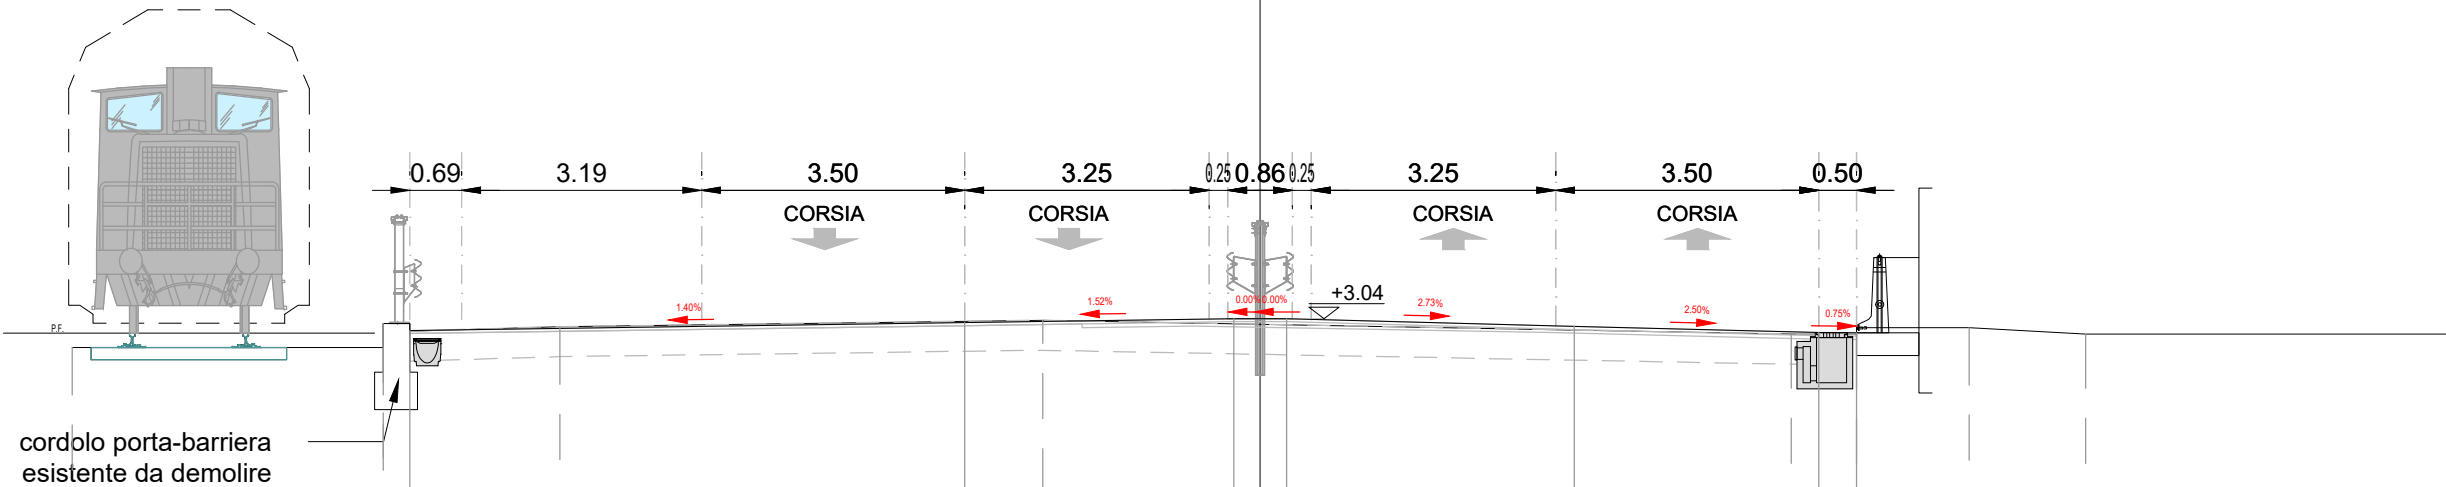 0.69 3.19 3.50 3.25 0.25 0.86 0.25 3.25 3.50 0.50
CORSIA CORSIA CORSIA CORSIA
+3.04
1.40% 1.52% 0.00% 0.00% 2.73% 2.50% 0.75%
P.F.
cordolo porta-barriera
esistente da demolire